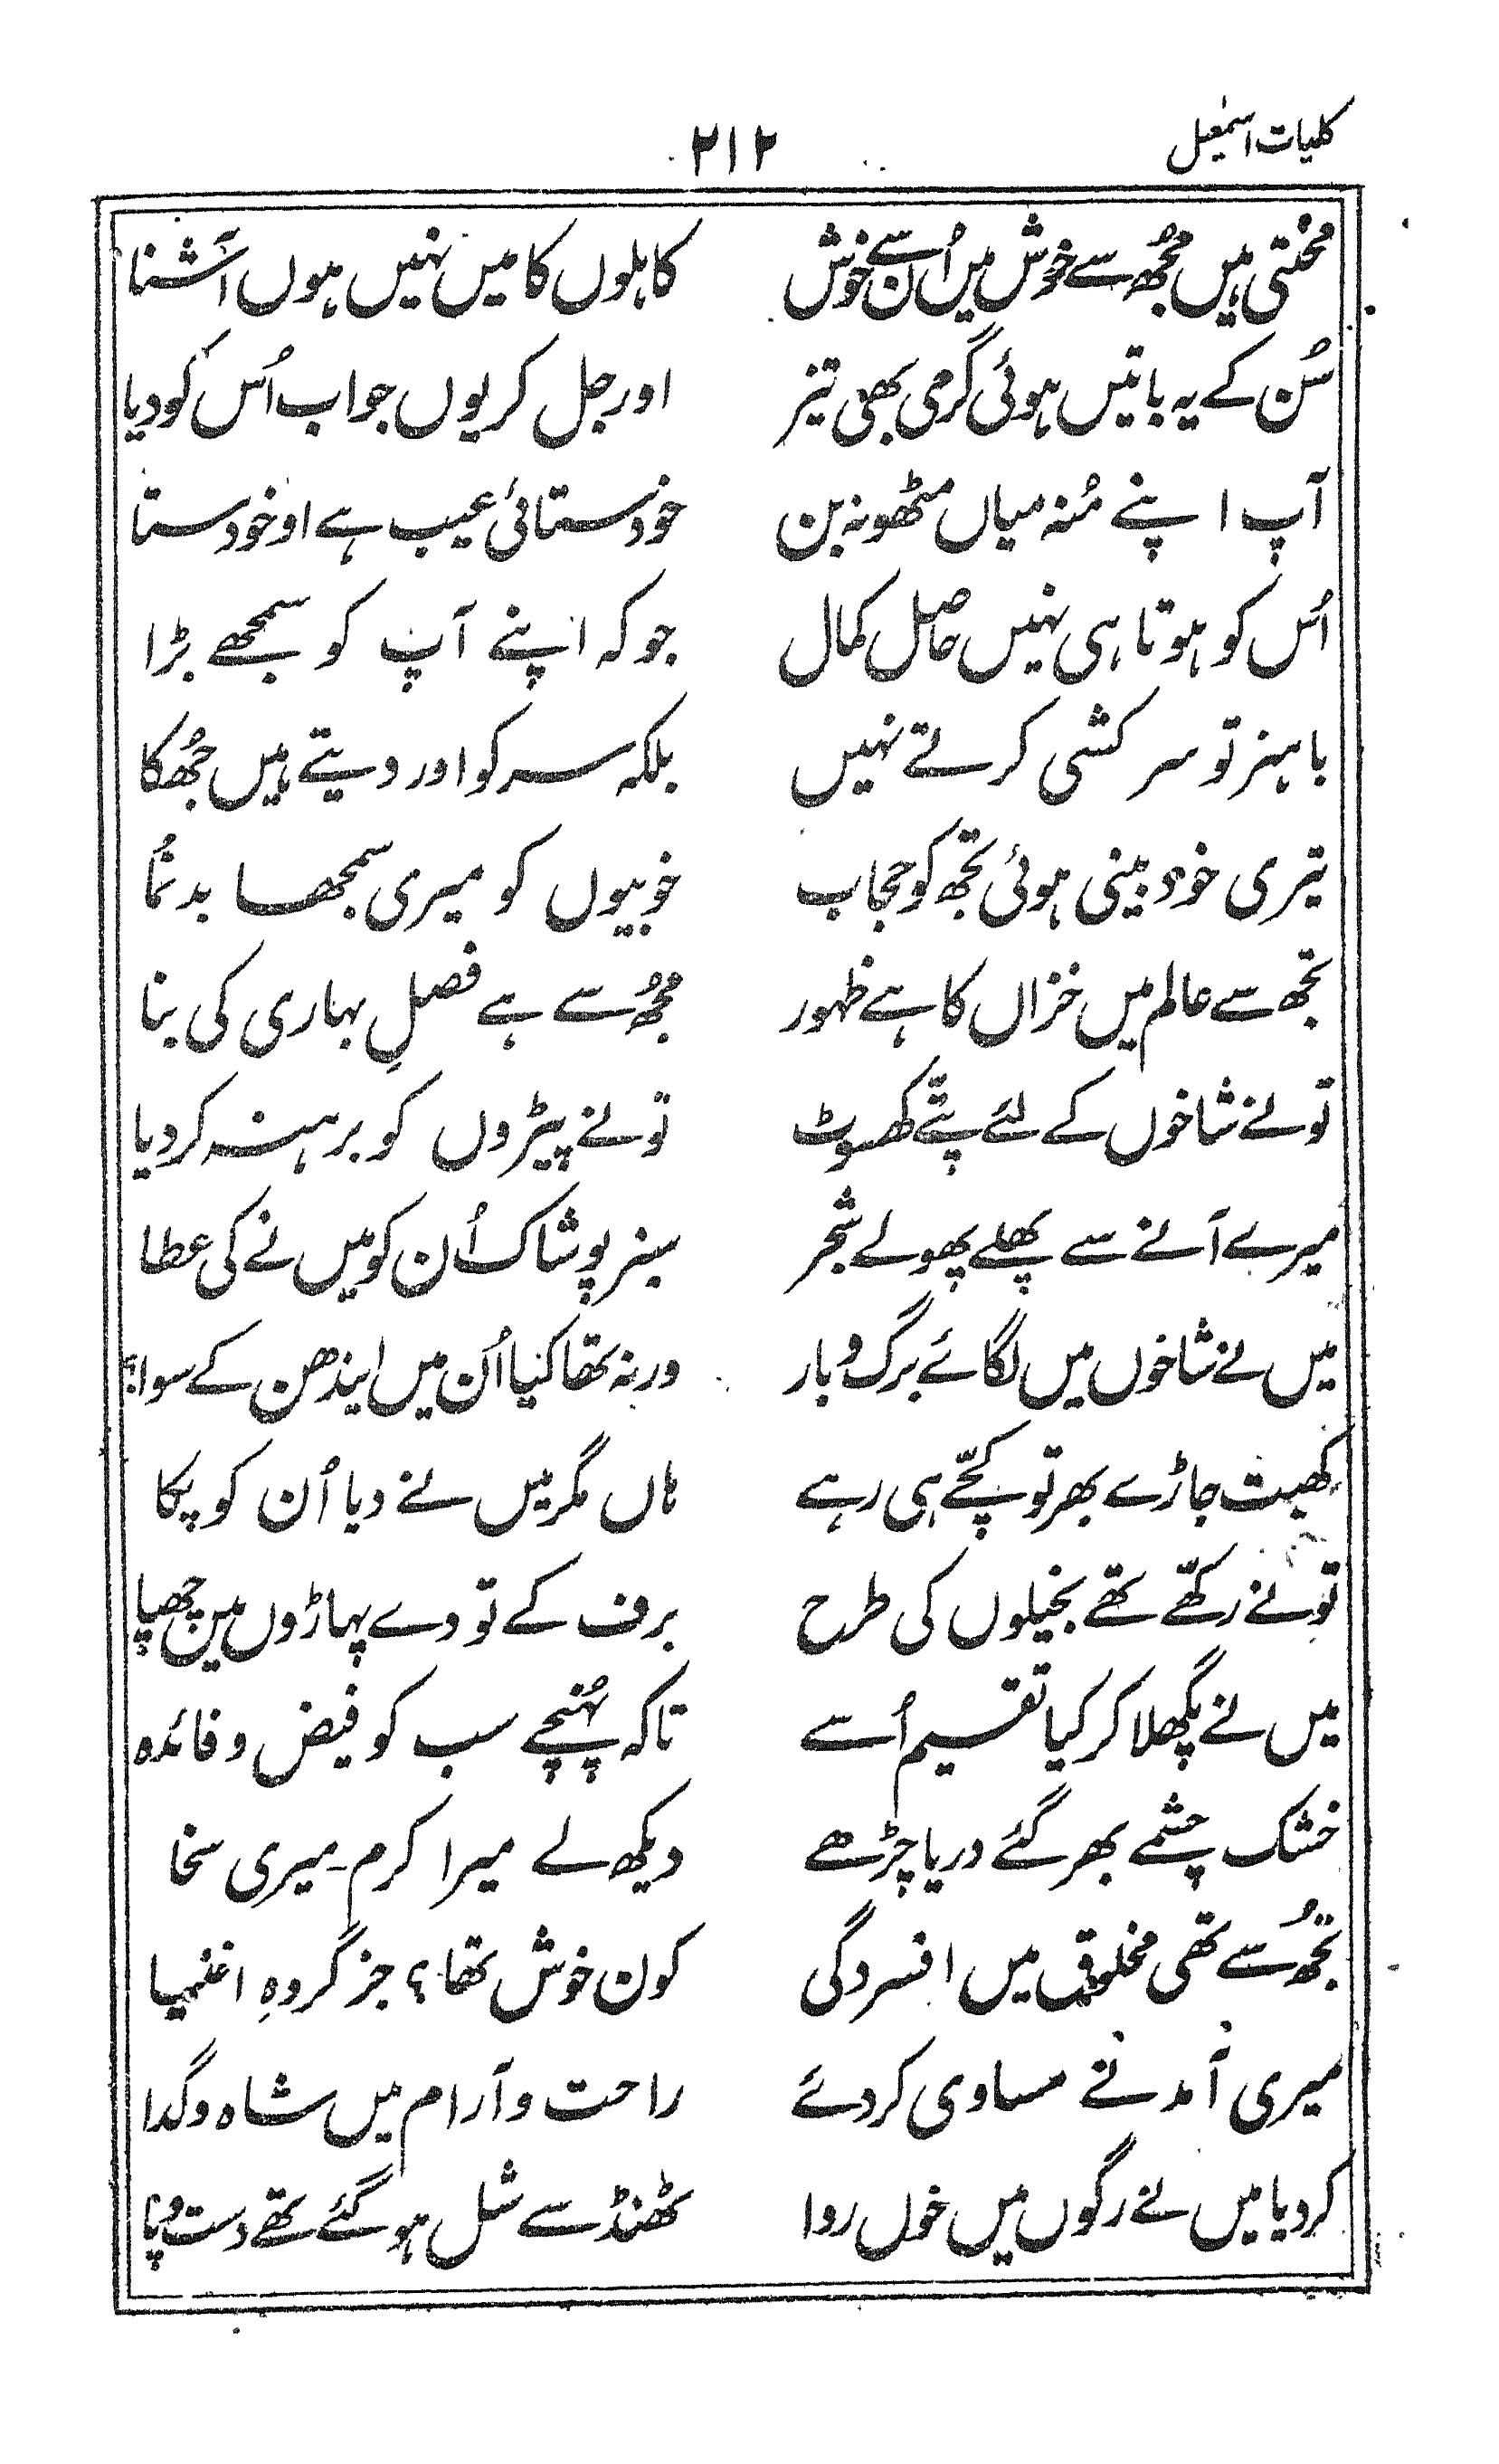 کلیات اسمٰعیل ۲۱۲
محنتی ہیں مجھُ سے خوش میں اُن سے خوش کاہلوں کا میں نہیں ہوں آشنا
سُن کے یہ باتیں ہوئی گرمی بھی تیز اور جل کر یوں جواب اُس کو دیا
آپ اپنے مُنہ میاں مٹھو نہ بن خودستائی عیب ہے او خودستا
اُس کو ہوتا ہی نہیں حاصل کمال جو کہ اپنے آپ کو سمجھے بڑا
باہنر تو سرکشی کرتے نہیں بلکہ سر کو اور دیتے ہیں جھُکا
تیری خودبینی ہوئی تجھ کو حجاب خوبیوں کو میری سمجھا بدنمُا
تجھ سے عالم میں خزاں کا ہے ظہور مجھُ سے ہے فصلِ بہاری کی بنا
تونے شاخوں کے لئے پتّے کھسوٹ تونے پیڑوں کو برہنہ کر دیا
میرے آنے سے پھلے پھولے شجر سبز پوشاک اُن کو میں نے کی عطا
میں نے شاخوں میں لگائے برگ و بار ورنہ تھا کیا اُن میں ایندھن کے سوا؟
کھیت جاڑے بھر تو کچّے ہی رہے ہاں مگر میں نے دیا اُن کو پکا
تونے رکھّے تھے بخیلوں کی طرح برف کے تودے پہاڑوں میں چھپا
میں نے پگھلا کر کیا تقسیم اُسے تاکہ پہُنچے سب کو فیض و فائدہ
خشک چشمے بھر گئے دریا چڑھے دیکھ لے میرا کرم۔ میری سخا
تجھُ سے تھی مخلوق میں افسردگی کون خوش تھا؟ جز گروہِ اغنیا
میری آمد نے مساوی کر دئے راحت و آرام میں شاہ و گدا
کر دیا میں نے رگوں میں خوں روا ٹھنڈ سے شل ہو گئے تھے دست و پا